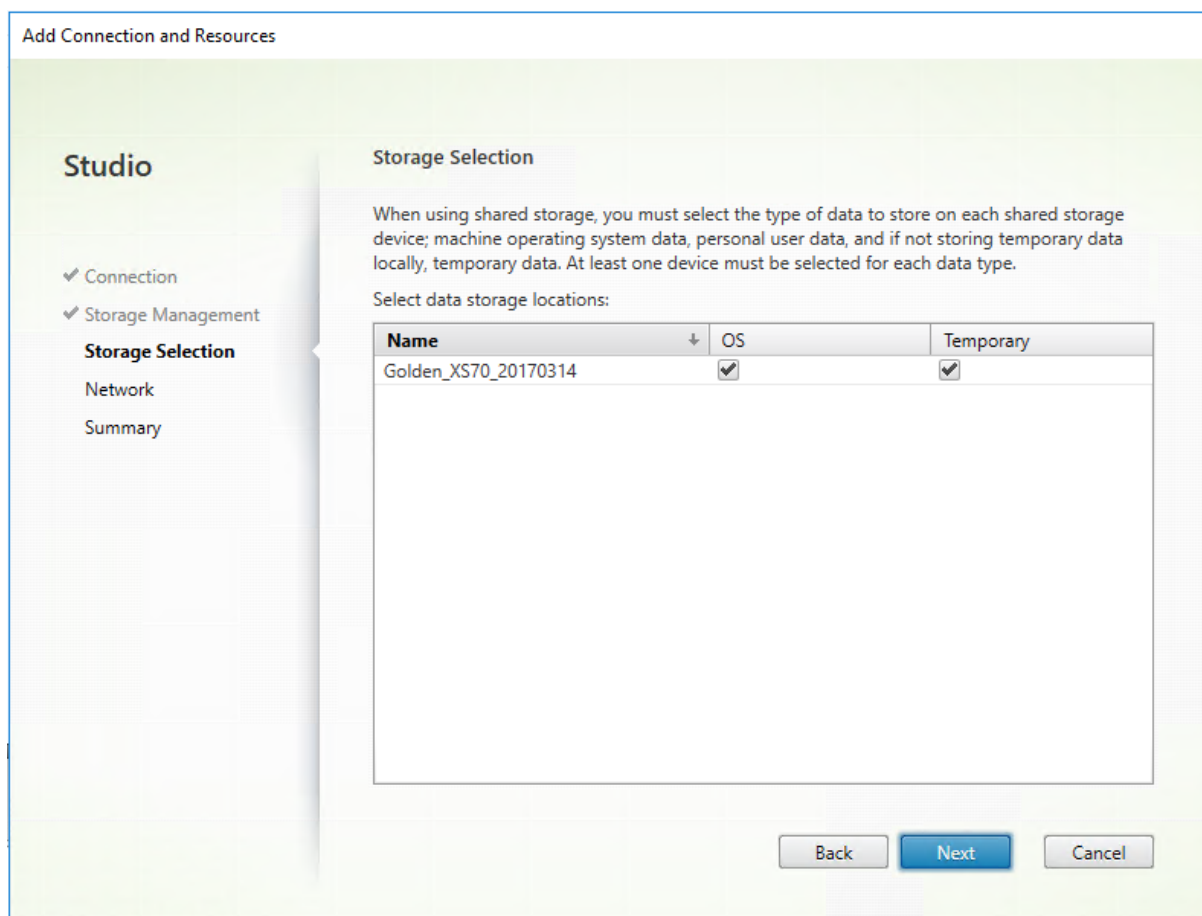 Add Connection and Resources
Studio
Connection
Storage Management
Storage Selection
Network
Summary
Storage Selection
When using shared storage, you must select the type of data to store on each shared storage
device; machine operating system data, personal user data, and if not storing temporary data
locally, temporary data. At least one device must be selected for each data type.
Select data storage locations:
Name OS Temporary
Golden_XS70_20170314
Back Next Cancel